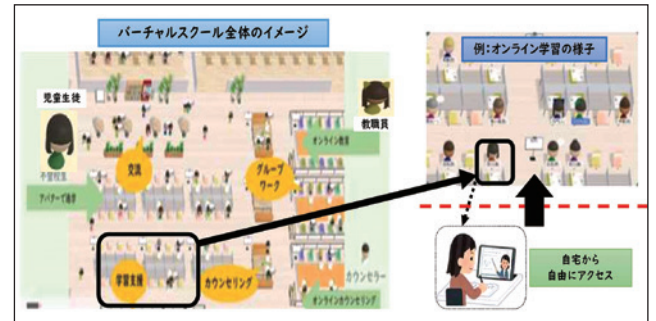 バーチャルスクール全体のイメージ
例:オンライン学習の様子
児童生徒
教職員
オンライン教室
交流
グループ
ワーク
不登校生
アバターで通学
学習支援
カウンセリング
カウンセラー
オンラインカウンセリング
自宅から
自由にアクセス